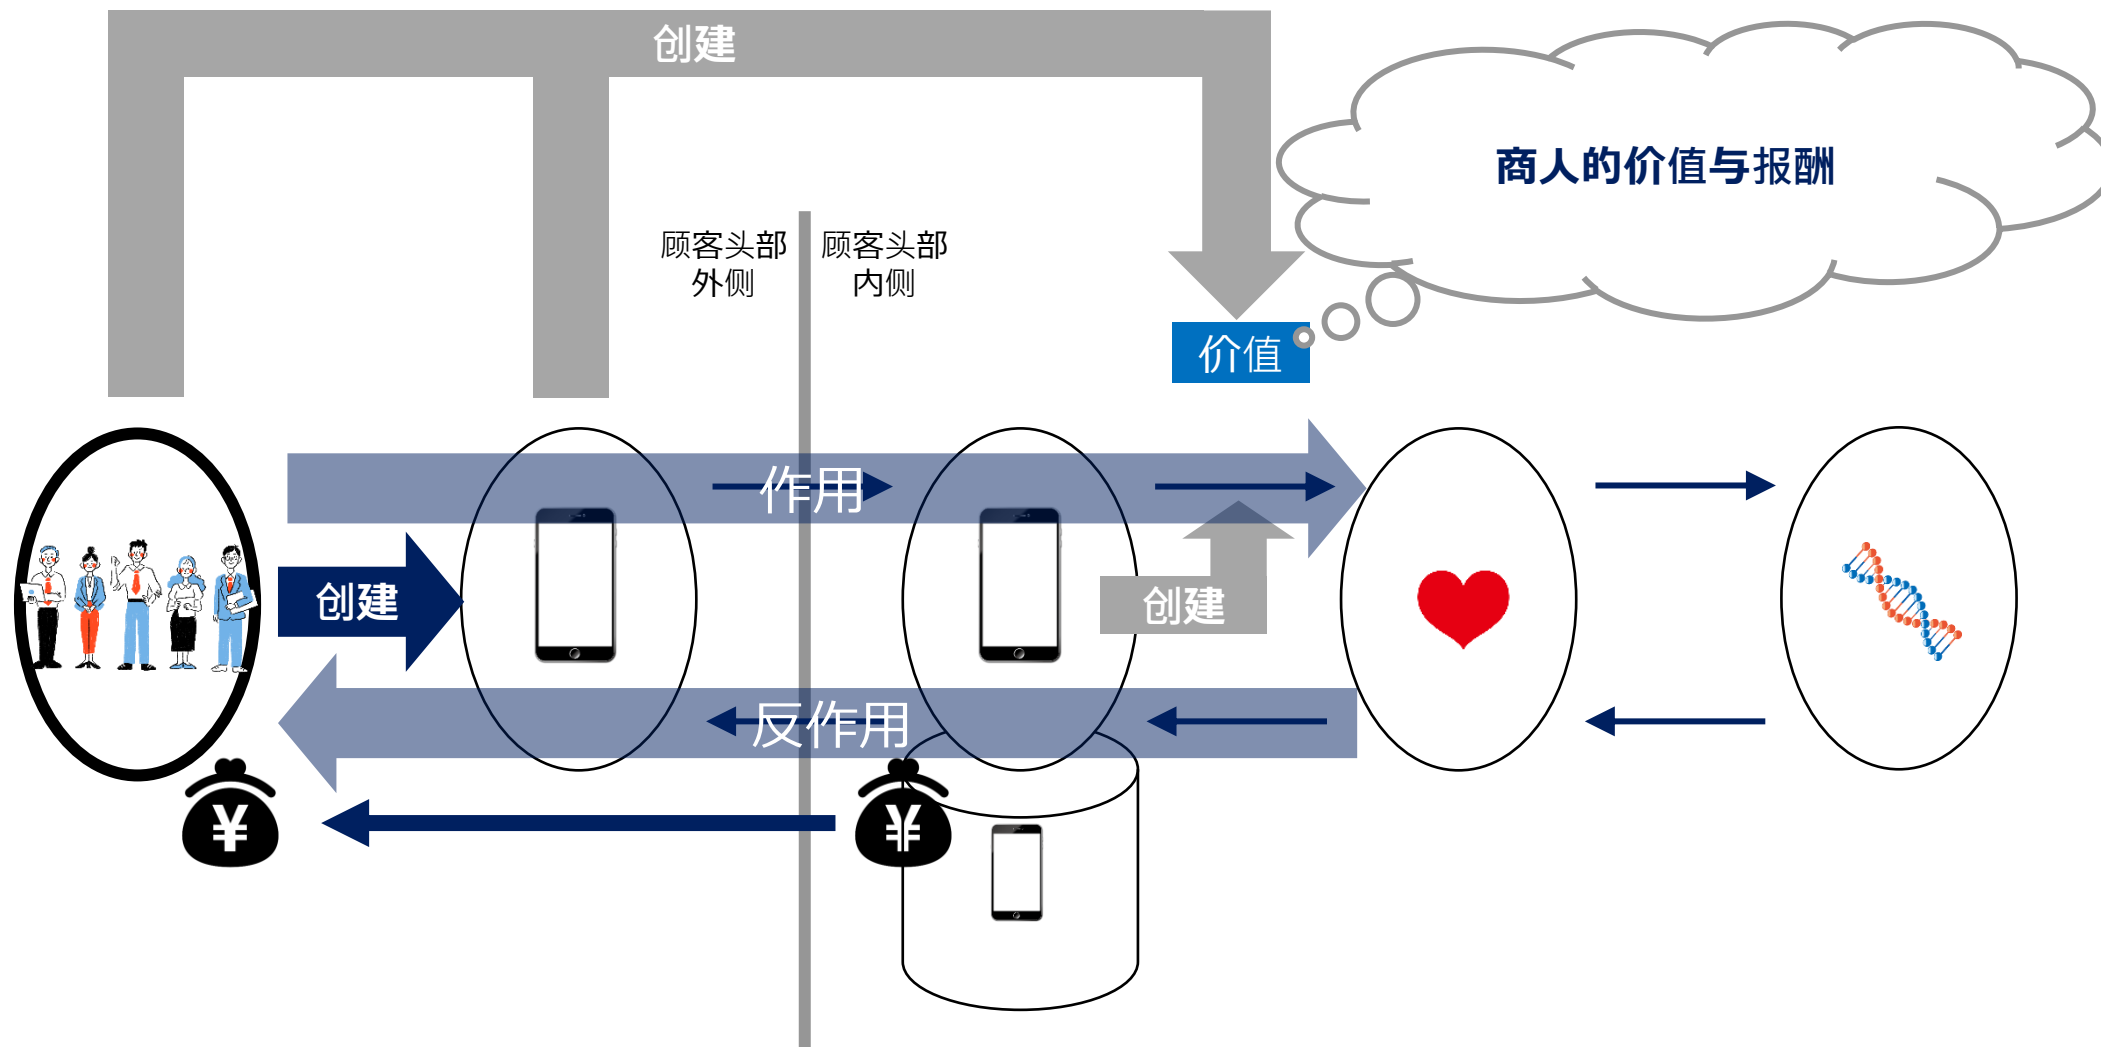 创建
商人的价值与报酬
顾客头部
外侧
顾客头部
内侧
价值
作用
创建
创建
反作用
¥
¥